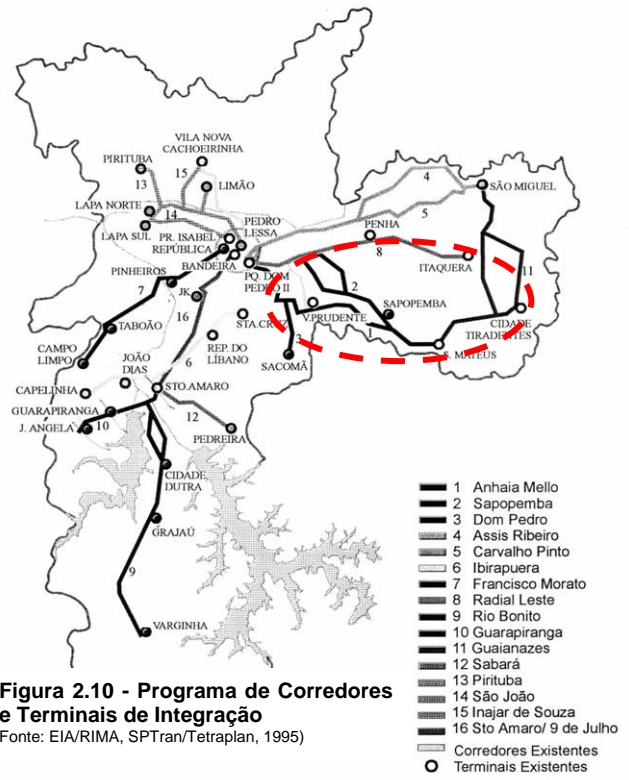 VILA NOVA
CACHOEIRINHA
PIRITUBA
13
15
LIMÃO
4
SÃO MIGUEL
LAPA NORTE
14
PEDRO
LESSA
5
LAPA SUL
PR. ISABEL
REPÚBLICA
PENHA
8
BANDEIRA
PQ. DOM
PEDRO II
ITAQUERA
11
PINHEIROS
7
JK
2
16
STA.CRUZ
V.PRUDENTE
SAPOPEMBA
CIDADE
TIRADENTES
TABOÃO
1
S. MATEUS
3
CAMPO
LIMPO
JOÃO
DIAS
6
REP. DO
LÍBANO
SACOMÃ
CAPELINHA
STO.AMARO
GUARAPIRANGA
12
J. ANGELA
10
PEDREIRA
CIDADE
DUTRA
GRAJAÚ
9
VARGINHA
1 Anhaia Mello
2 Sapopemba
3 Dom Pedro
4 Assis Ribeiro
5 Carvalho Pinto
6 Ibirapuera
7 Francisco Morato
8 Radial Leste
9 Rio Bonito
10 Guarapiranga
11 Guaianazes
12 Sabará
13 Pirituba
14 São João
15 Inajar de Souza
16 Sto Amaro/ 9 de Julho
Corredores Existentes
Terminais Existentes
Figura 2.10 - Programa de Corredores
e Terminais de Integração
Fonte: EIA/RIMA, SPTran/Tetraplan, 1995)